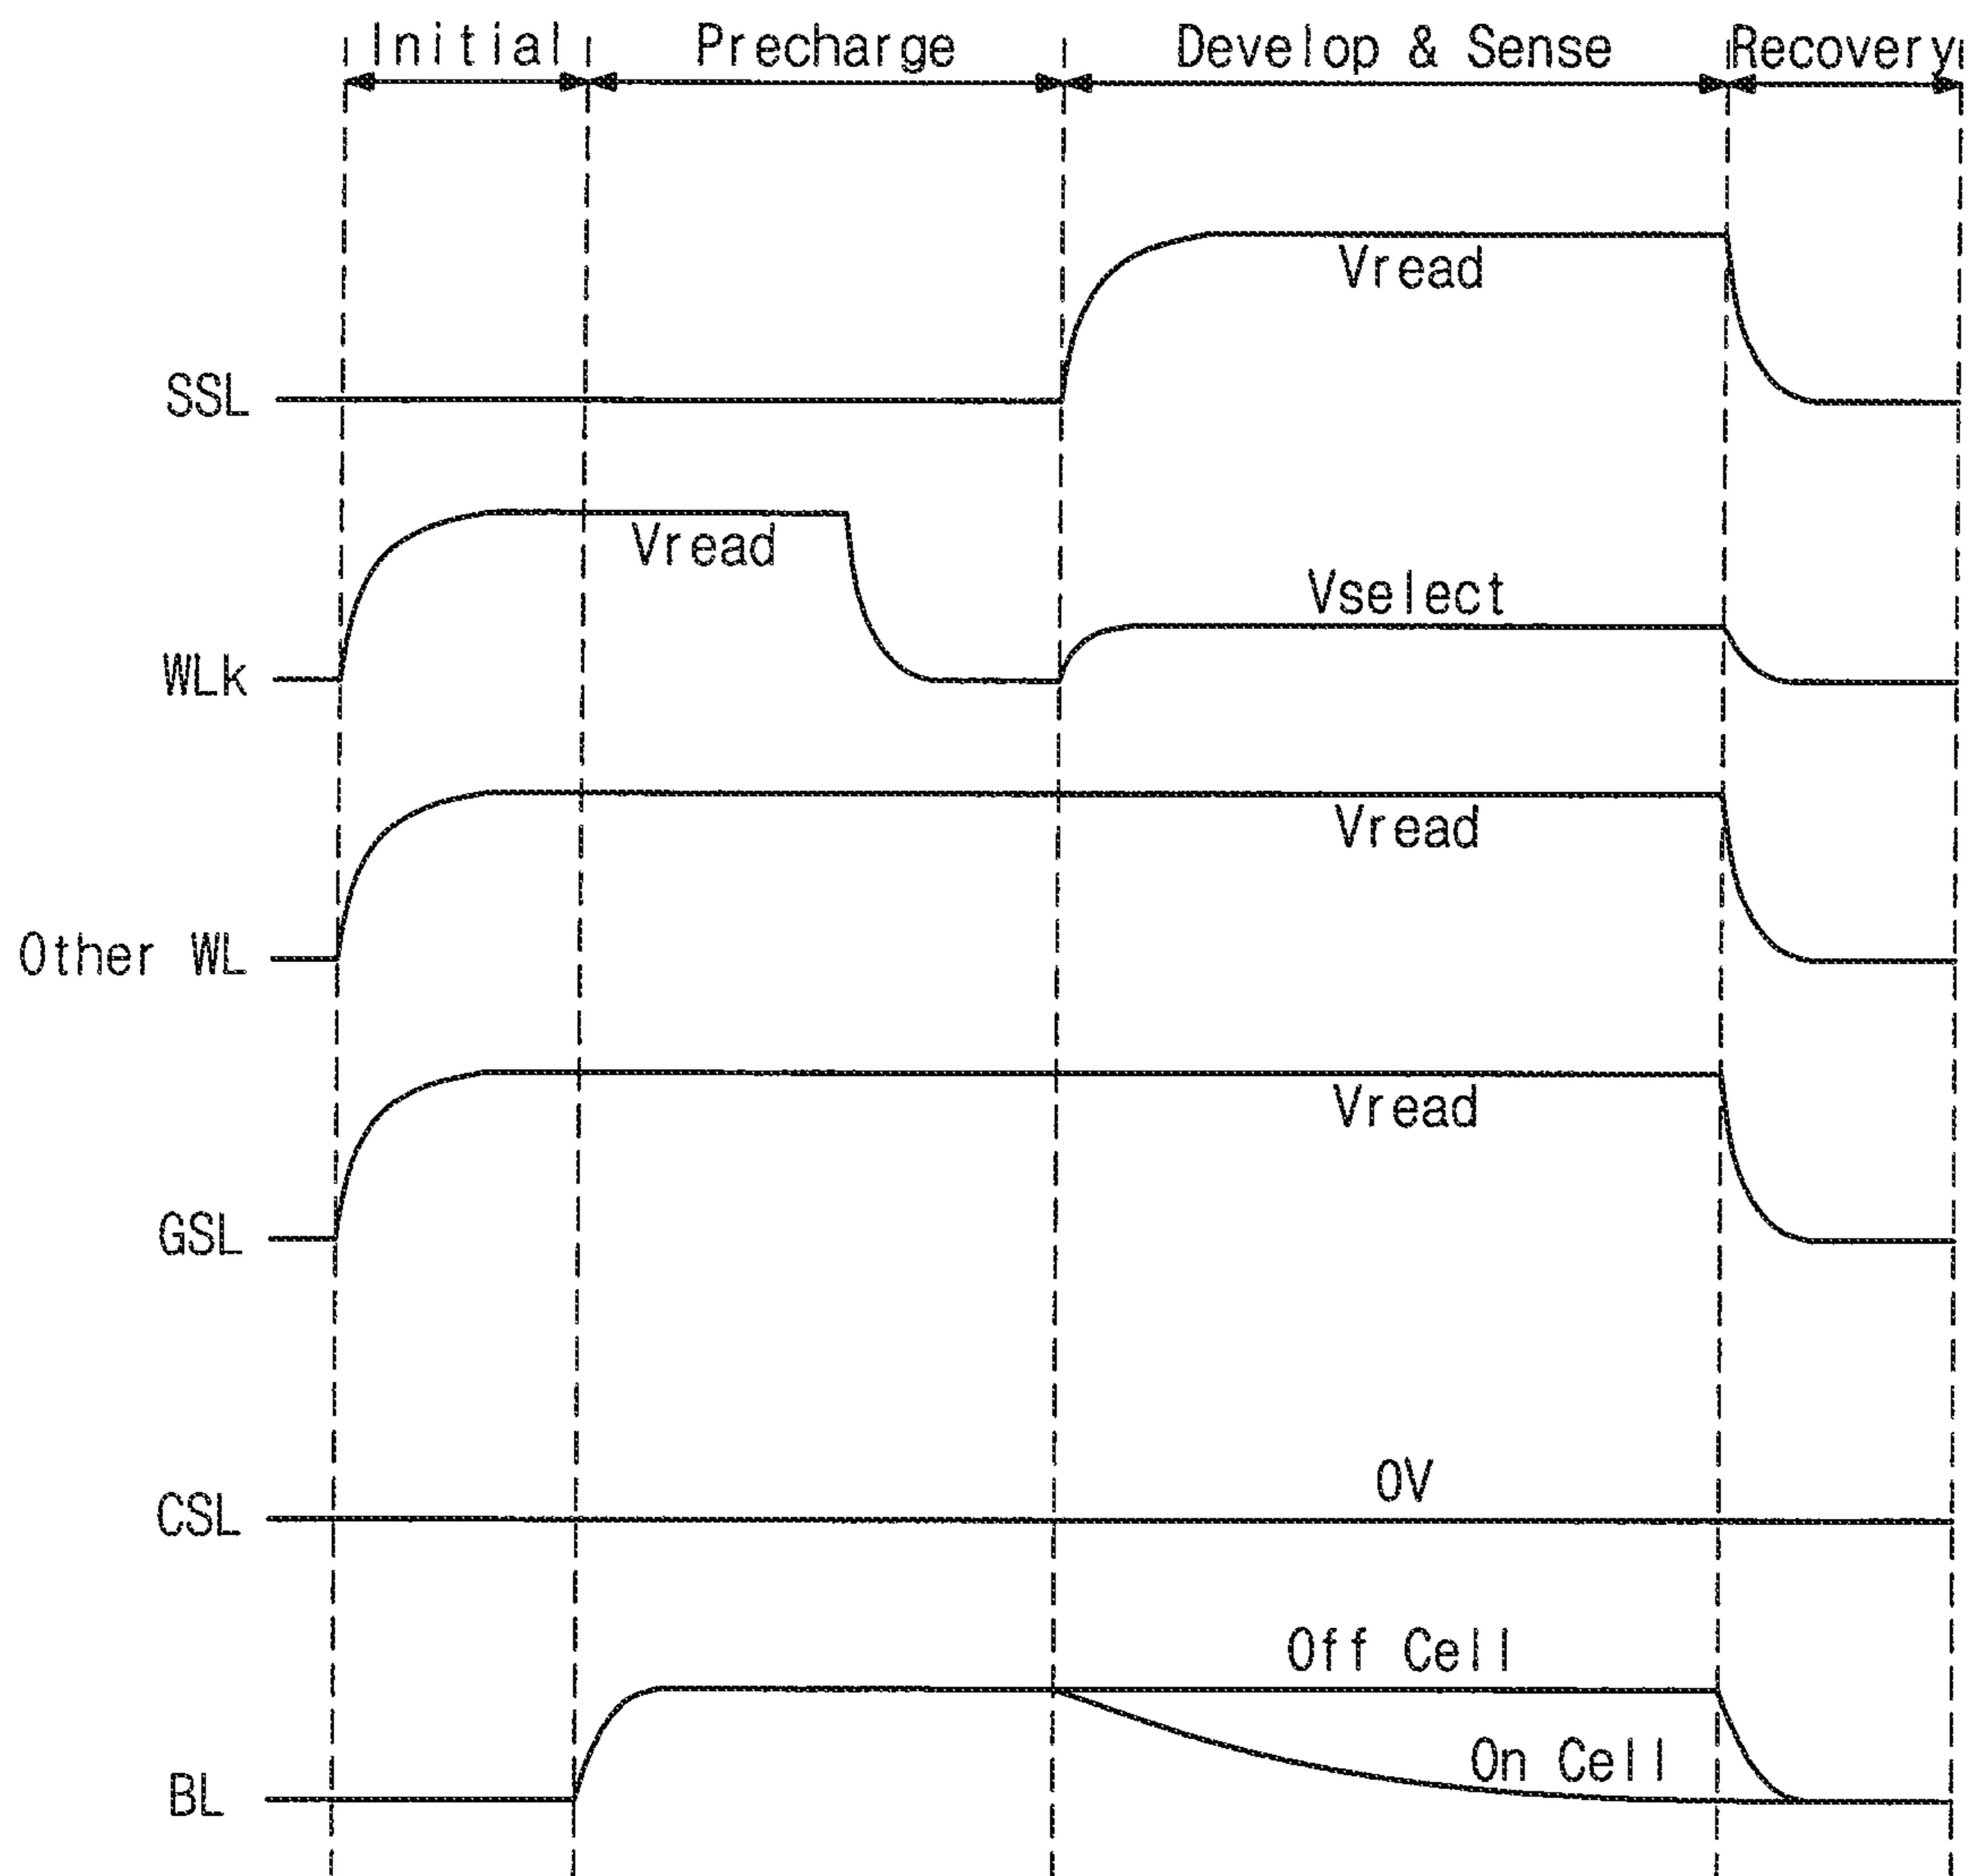 Initial Precharge Develop & Sense Recovery
Vread
SSL
Vread
Vselect
WLk
Vread
Other WL
Vread
GSL
0V
CSL
Off Cell
On Cell
BL